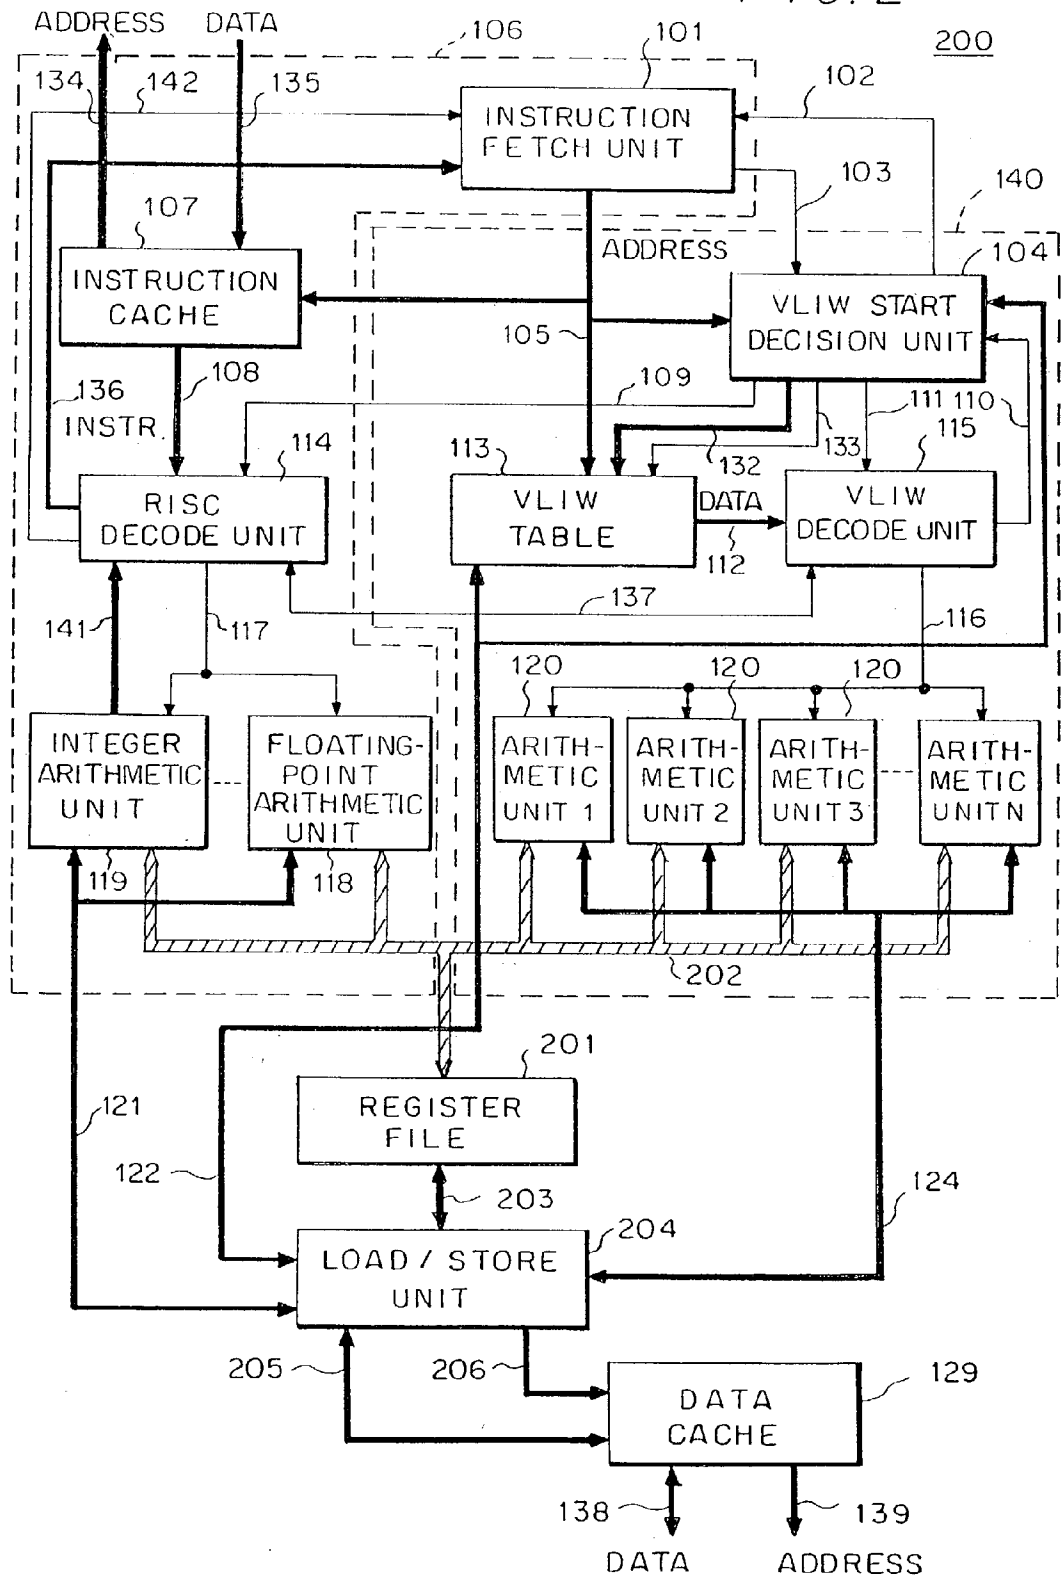 FIG. 2
ADDRESS DATA
106
101
200
134 142 135
102
INSTRUCTION
FETCH UNIT
103
140
107
ADDRESS
104
INSTRUCTION
CACHE
VLIW START
DECISION UNIT
105
108
109
136
INSTR.
111 110
133
132
114
113
115
RISC
DECODE UNIT
VLIW
TABLE
DATA
112
VLIW
DECODE UNIT
137
141
117
116
120
120
120
INTEGER
ARITHMETIC
UNIT
FLOATING-
POINT
ARITHMETIC
UNIT
ARITH-
METIC
UNIT 1
ARITH-
METIC
UNIT 2
ARITH-
METIC
UNIT 3
ARITH-
METIC
UNIT N
119
118
202
201
REGISTER
FILE
121
122
203
124
204
LOAD / STORE
UNIT
205
206
129
DATA
CACHE
138
139
DATA
ADDRESS